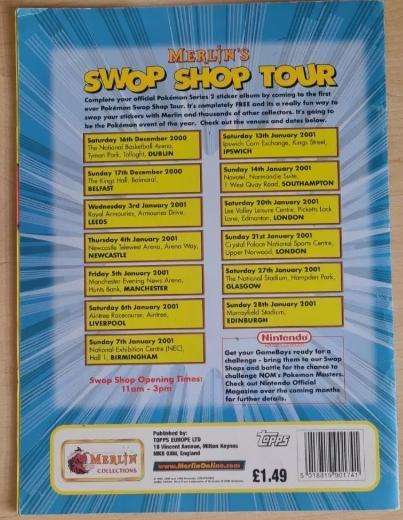 MERLIN'S
SWOP SHOP TOUR
Complete your official Pokémon Series 2 sticker album by coming to the first
ever Pokémon Swop Shop Tour. It's completely FREE and its a really fun way to
swop your stickers with Merlin and thousands of other collectors. It's going to
be the Pokémon event of the year. Check out the venues and dates below.
Saturday 16th December 2000
The National Basketball Arena,
Tymon Park, Tallaght, DUBLIN
Sunday 17th December 2000
The Kings Hall, Balmoral,
BELFAST
Wednesday 3rd January 2001
Royal Armouries, Armouries Drive,
LEEDS
Thursday 4th January 2001
Newcastle Telewest Arena, Arena Way,
NEWCASTLE
Friday 5th January 2001
Manchester Evening News Arena,
Hunts Bank, MANCHESTER
Saturday 6th January 2001
Aintree Racecourse, Aintree,
LIVERPOOL
Sunday 7th January 2001
National Exhibition Centre (NEC),
Hall 1, BIRMINGHAM
Swop Shop Opening Times:
11am - 3pm
Saturday 13th January 2001
Ipswich Corn Exchange, Kings Street,
IPSWICH
Sunday 14th January 2001
Novotel, Normandie Suite,
1 West Quay Road, SOUTHAMPTON
Saturday 20th January 2001
Lee Valley Leisure Centre, Picketts Lock
Lane, Edmonton, LONDON
Sunday 21st January 2001
Crystal Palace National Sports Centre,
Upper Norwood, LONDON
Saturday 27th January 2001
The National Stadium, Hampden Park,
GLASGOW
Sunday 28th January 2001
Murrayfield Stadium,
EDINBURGH
Nintendo
Get your GameBoys ready for a
challenge - bring them to our Swap
Shops and battle for the chance to
challenge NOM's Pokemon Masters.
Check out Nintendo Official
Magazine over the coming months
for further details.
MERLIN
COLLECTIONS
Published by:
TOPPS EUROPE LTD
18 Vincent Avenue, Milton Keynes
MK8 0AW, England
www.MerlinOnline.com
topps
£1.49
5 018819 901741